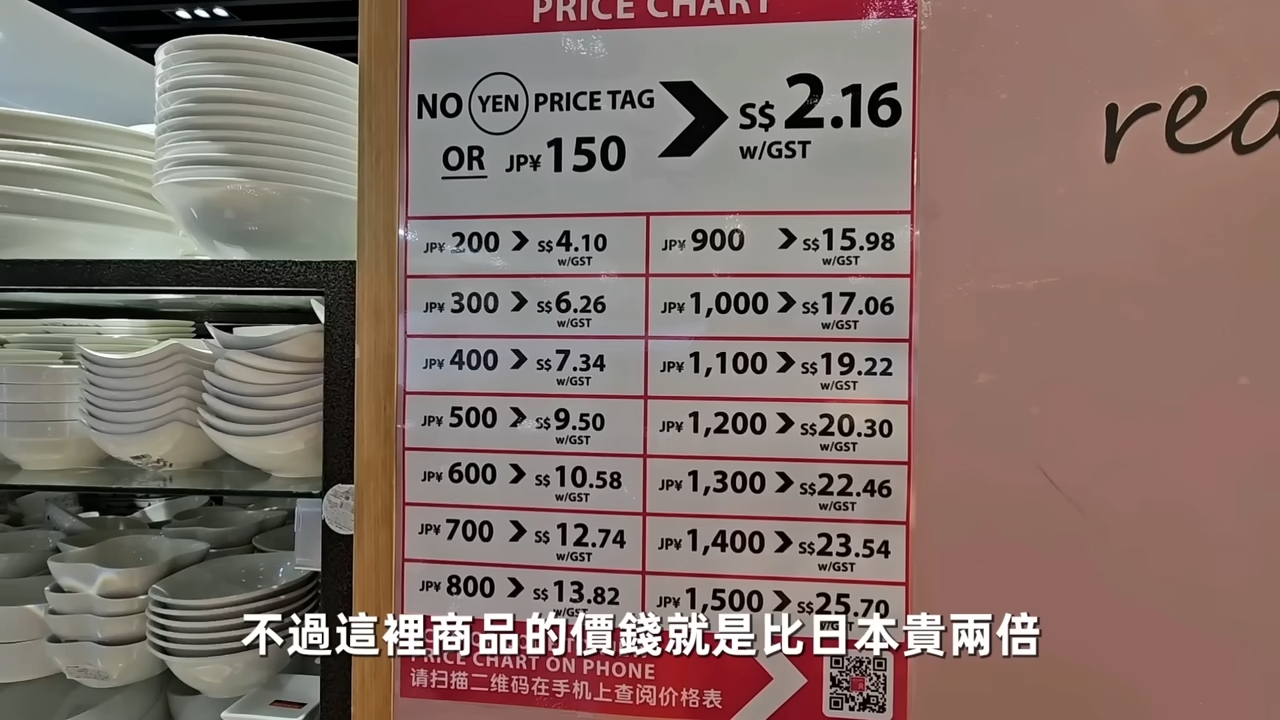 PRICE CHART
NO YEN PRICE TAG
OR JP¥150
S$2.16
w/GST
JP¥ 200 > S$4.10
w/GST
JP¥ 900 > S$15.98
w/GST
JP¥ 300 > S$6.26
w/GST
JP¥ 1,000 > S$17.06
w/GST
JP¥ 400 > S$7.34
w/GST
JP¥ 1,100 > S$19.22
w/GST
JP¥ 500 > S$9.50
w/GST
JP¥ 1,200 > S$20.30
w/GST
JP¥ 600 > S$10.58
w/GST
JP¥ 1,300 > S$22.46
w/GST
JP¥ 700 > S$12.74
w/GST
JP¥ 1,400 > S$23.54
w/GST
JP¥ 800 > S$13.82
w/GST
JP¥ 1,500 > S$25.70
不過這裡商品的價錢就是比日本貴兩倍
PRICE CHART ON PHONE
请扫描二维码在手机上查阅价格表